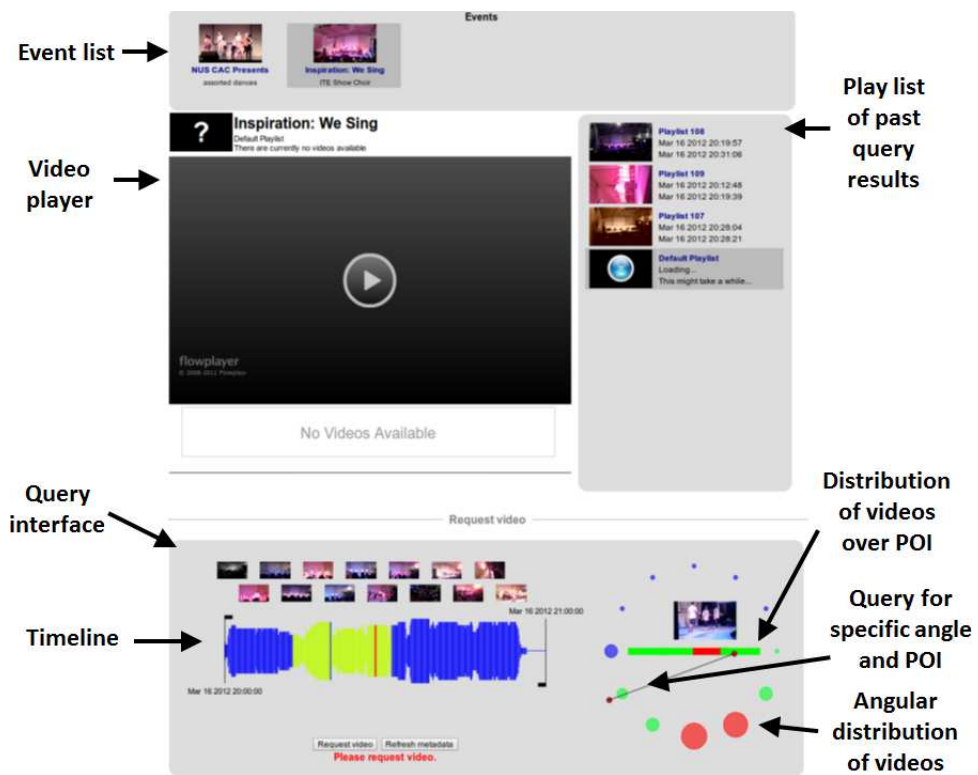 Events
Event list
NUS CAC Presents
assorted dances
Inspiration: We Sing
ITE Show Choir
?
Inspiration: We Sing
Default Playlist
There are currently no videos available
Video
player
flowplayer
© 2008-2011 Flowplayer
No Videos Available
Playlist 108
Mar 16 2012 20:19:57
Mar 16 2012 20:31:06
Playlist 109
Mar 16 2012 20:12:48
Mar 16 2012 20:19:39
Playlist 107
Mar 16 2012 20:28:04
Mar 16 2012 20:28:21
Default Playlist
Loading...
This might take a while...
Play list
of past
query
results
Query
interface
Request video
Timeline
Mar 16 2012 21:00:00
Mar 16 2012 20:00:00
Request video
Refresh metadata
Please request video.
Distribution
of videos
over POI
Query for
specific angle
and POI
Angular
distribution
of videos